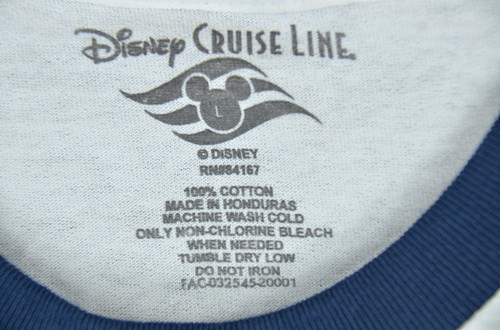 Disney CRUISE LINE®
L
© DISNEY
RN#84167
100% COTTON
MADE IN HONDURAS
MACHINE WASH COLD
ONLY NON-CHLORINE BLEACH
WHEN NEEDED
TUMBLE DRY LOW
DO NOT IRON
FAC-032545-20001